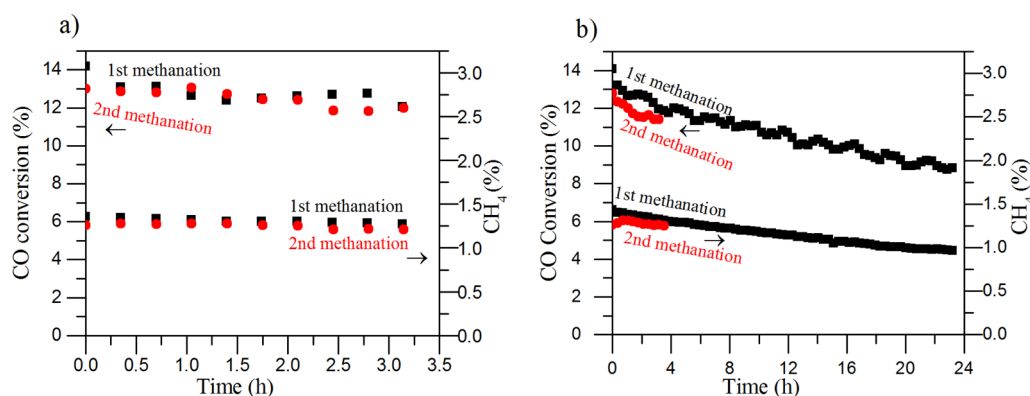 a)
CO conversion (%)
14
12
10
8
6
4
2
0
1st methanation
2nd methanation
←
1st methanation
2nd methanation
→
3.0
2.5
2.0
1.5
1.0
0.5
0.0
CH₄ (%)
0.0 0.5 1.0 1.5 2.0 2.5 3.0 3.5
Time (h)
b)
CO Conversion (%)
14
12
10
8
6
4
2
0
1st methanation
2nd methanation
←
1st methanation
2nd methanation
→
3.0
2.5
2.0
1.5
1.0
0.5
0.0
CH₄ (%)
0 4 8 12 16 20 24
Time (h)